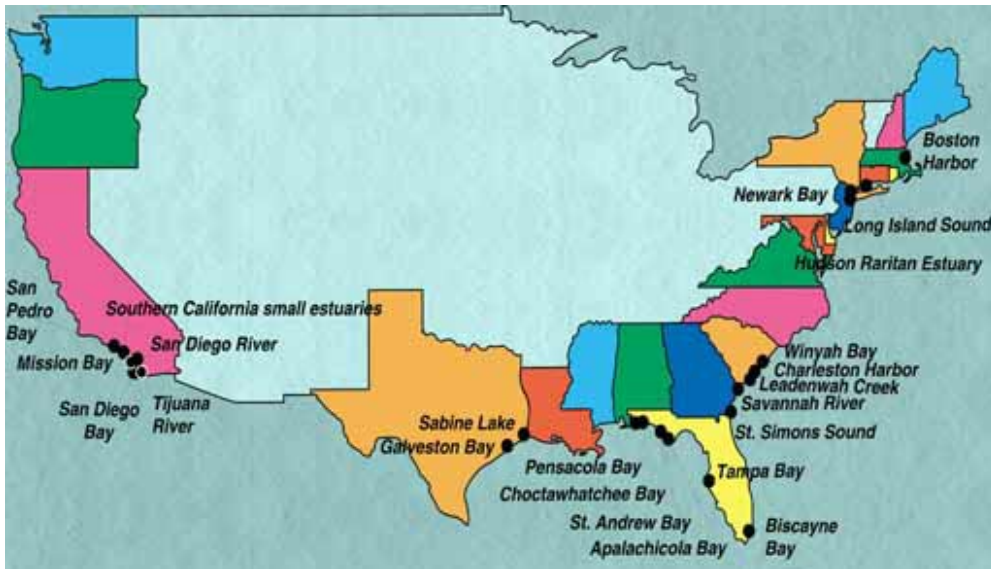 Boston
Harbor
Newark Bay
Long Island Sound
Hudson Raritan Estuary
San
Pedro
Bay
Southern California small estuaries
San Diego River
Mission Bay
San Diego
Bay
Tijuana
River
Winyah Bay
Charleston Harbor
Leadenwah Creek
Savannah River
St. Simons Sound
Sabine Lake
Galveston Bay
Pensacola Bay
Choctawhatchee Bay
St. Andrew Bay
Apalachicola Bay
Tampa Bay
Biscayne
Bay